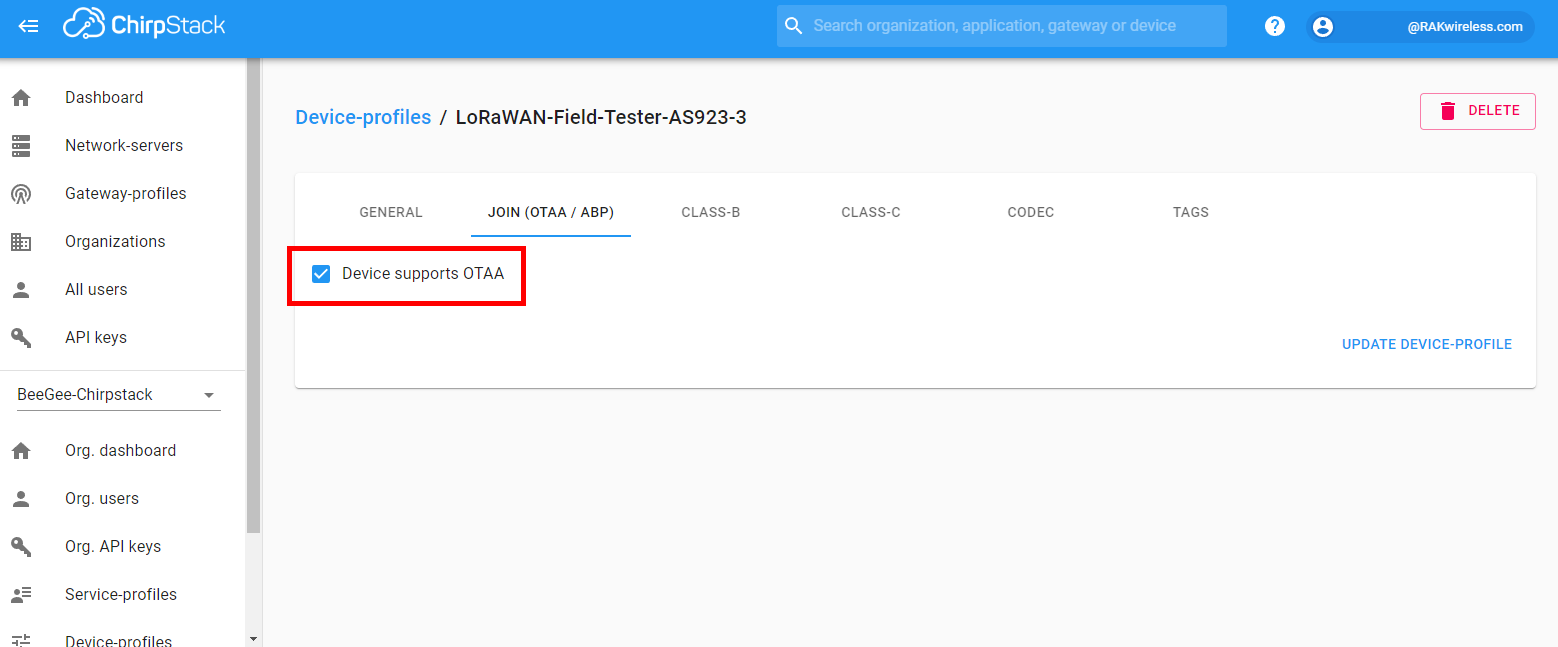 ChirpStack
Search organization, application, gateway or device
?
@RAKwireless.com
Dashboard
Network-servers
Gateway-profiles
Organizations
All users
API keys
BeeGee-Chirpstack
Org. dashboard
Org. users
Org. API keys
Service-profiles
Device-profiles
Device-profiles / LoRaWAN-Field-Tester-AS923-3
DELETE
GENERAL JOIN (OTAA / ABP) CLASS-B CLASS-C CODEC TAGS
Device supports OTAA
UPDATE DEVICE-PROFILE